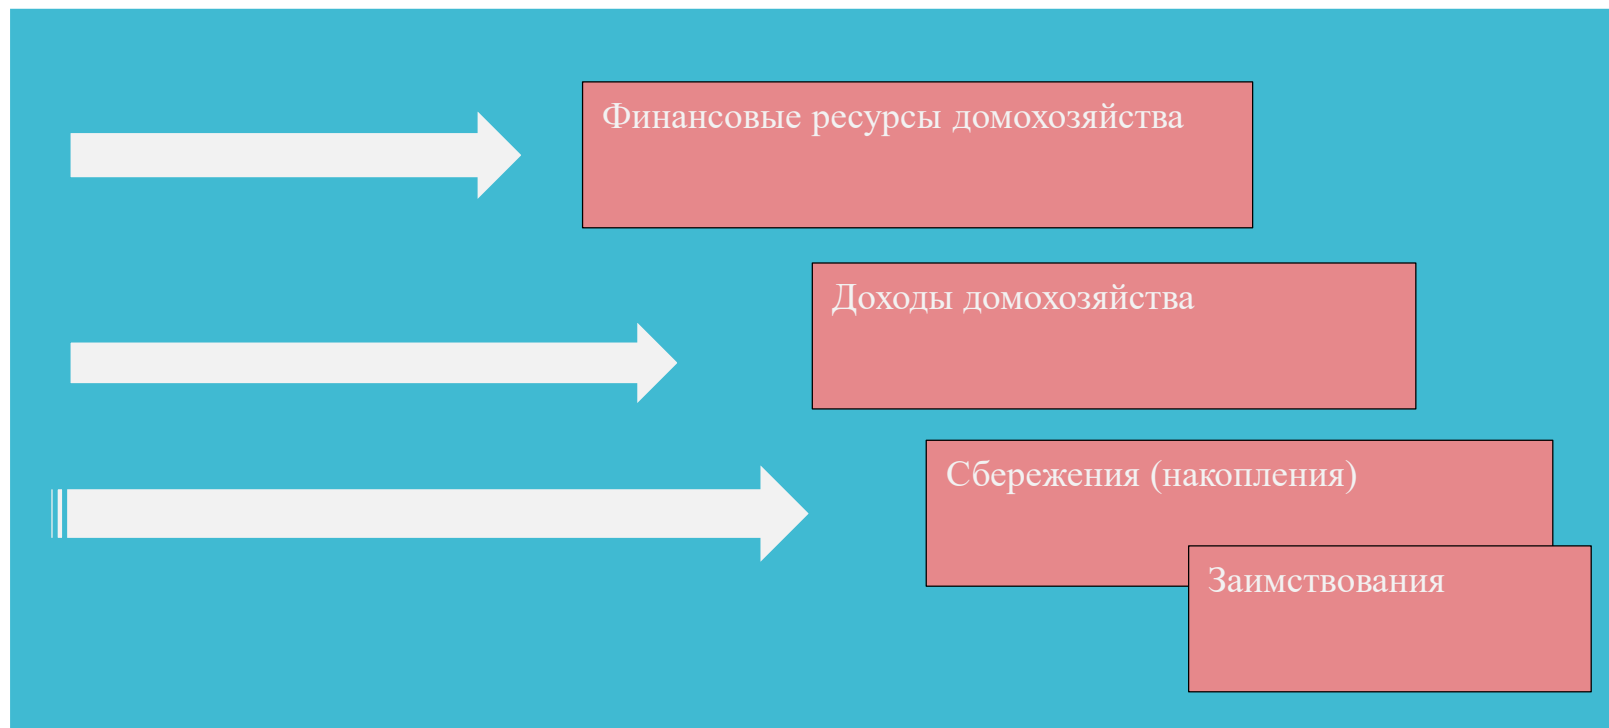 Финансовые ресурсы домохозяйства
Доходы домохозяйства
Сбережения (накопления)
Заимствования